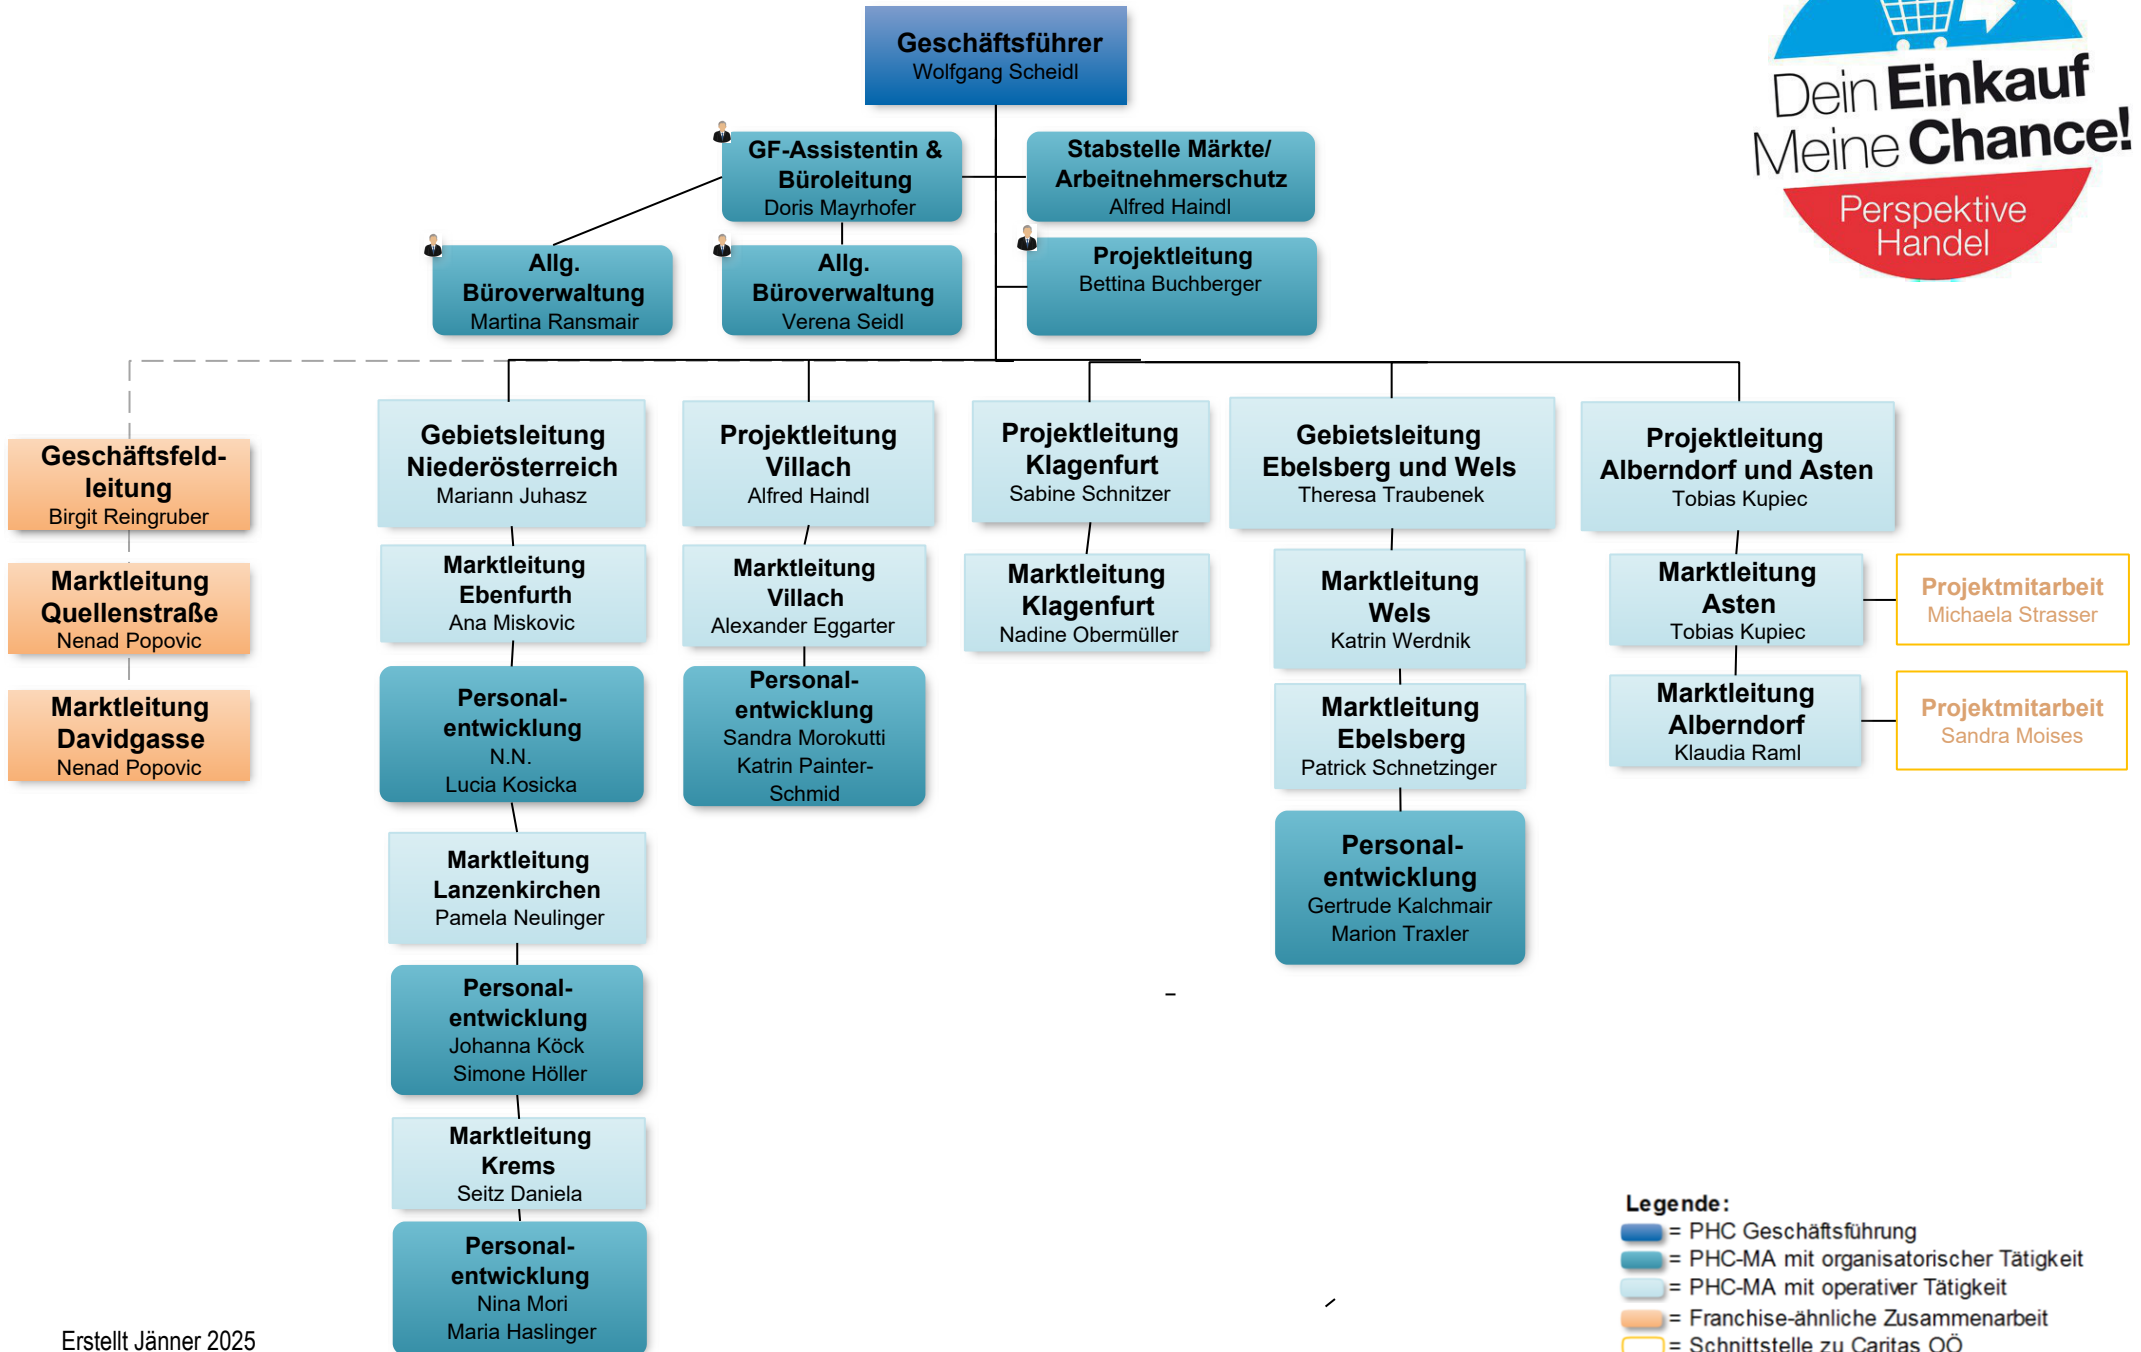 Geschäftsführer
Wolfgang Scheidl
Dein Einkauf
Meine Chance!
Perspektive
Handel
GF-Assistentin &
Büroleitung
Doris Mayrhofer
Stabstelle Märkte/
Arbeitnehmerschutz
Alfred Haindl
Allg.
Büroverwaltung
Martina Ransmair
Allg.
Büroverwaltung
Verena Seidl
Projektleitung
Bettina Buchberger
Geschäftsfeld-
leitung
Birgit Reingruber
Marktleitung
Quellenstraße
Nenad Popovic
Marktleitung
Davidgasse
Nenad Popovic
Gebietsleitung
Niederösterreich
Mariann Juhasz
Marktleitung
Ebenfurth
Ana Miskovic
Personal-
entwicklung
N.N.
Lucia Kosicka
Marktleitung
Lanzenkirchen
Pamela Neulinger
Personal-
entwicklung
Johanna Köck
Simone Höller
Marktleitung
Krems
Seitz Daniela
Personal-
entwicklung
Nina Mori
Maria Haslinger
Projektleitung
Villach
Alfred Haindl
Marktleitung
Villach
Alexander Eggarter
Personal-
entwicklung
Sandra Morokutti
Katrin Painter-
Schmid
Projektleitung
Klagenfurt
Sabine Schnitzer
Marktleitung
Klagenfurt
Nadine Obermüller
Gebietsleitung
Ebelsberg und Wels
Theresa Traubenek
Marktleitung
Wels
Katrin Werdnik
Marktleitung
Ebelsberg
Patrick Schnetzinger
Personal-
entwicklung
Gertrude Kalchmair
Marion Traxler
Projektleitung
Alberndorf und Asten
Tobias Kupiec
Marktleitung
Asten
Tobias Kupiec
Projektmitarbeit
Michaela Strasser
Marktleitung
Alberndorf
Klaudia Raml
Projektmitarbeit
Sandra Moises
Legende:
= PHC Geschäftsführung
= PHC-MA mit organisatorischer Tätigkeit
= PHC-MA mit operativer Tätigkeit
= Franchise-ähnliche Zusammenarbeit
= Schnittstelle zu Caritas OÖ
Erstellt Jänner 2025